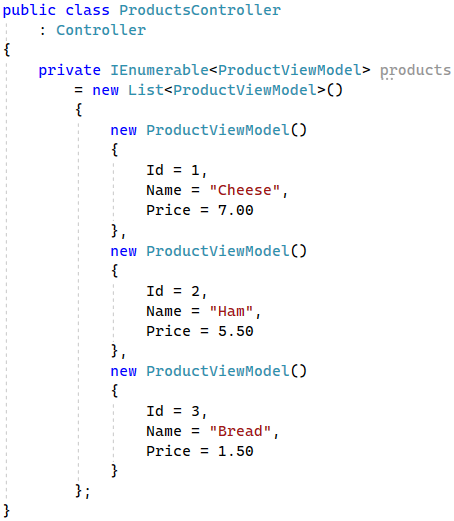 public class ProductsController
    : Controller
{
    private IEnumerable<ProductViewModel> products
        = new List<ProductViewModel>()
        {
            new ProductViewModel()
            {
                Id = 1,
                Name = "Cheese",
                Price = 7.00
            },
            new ProductViewModel()
            {
                Id = 2,
                Name = "Ham",
                Price = 5.50
            },
            new ProductViewModel()
            {
                Id = 3,
                Name = "Bread",
                Price = 1.50
            }
        };
}